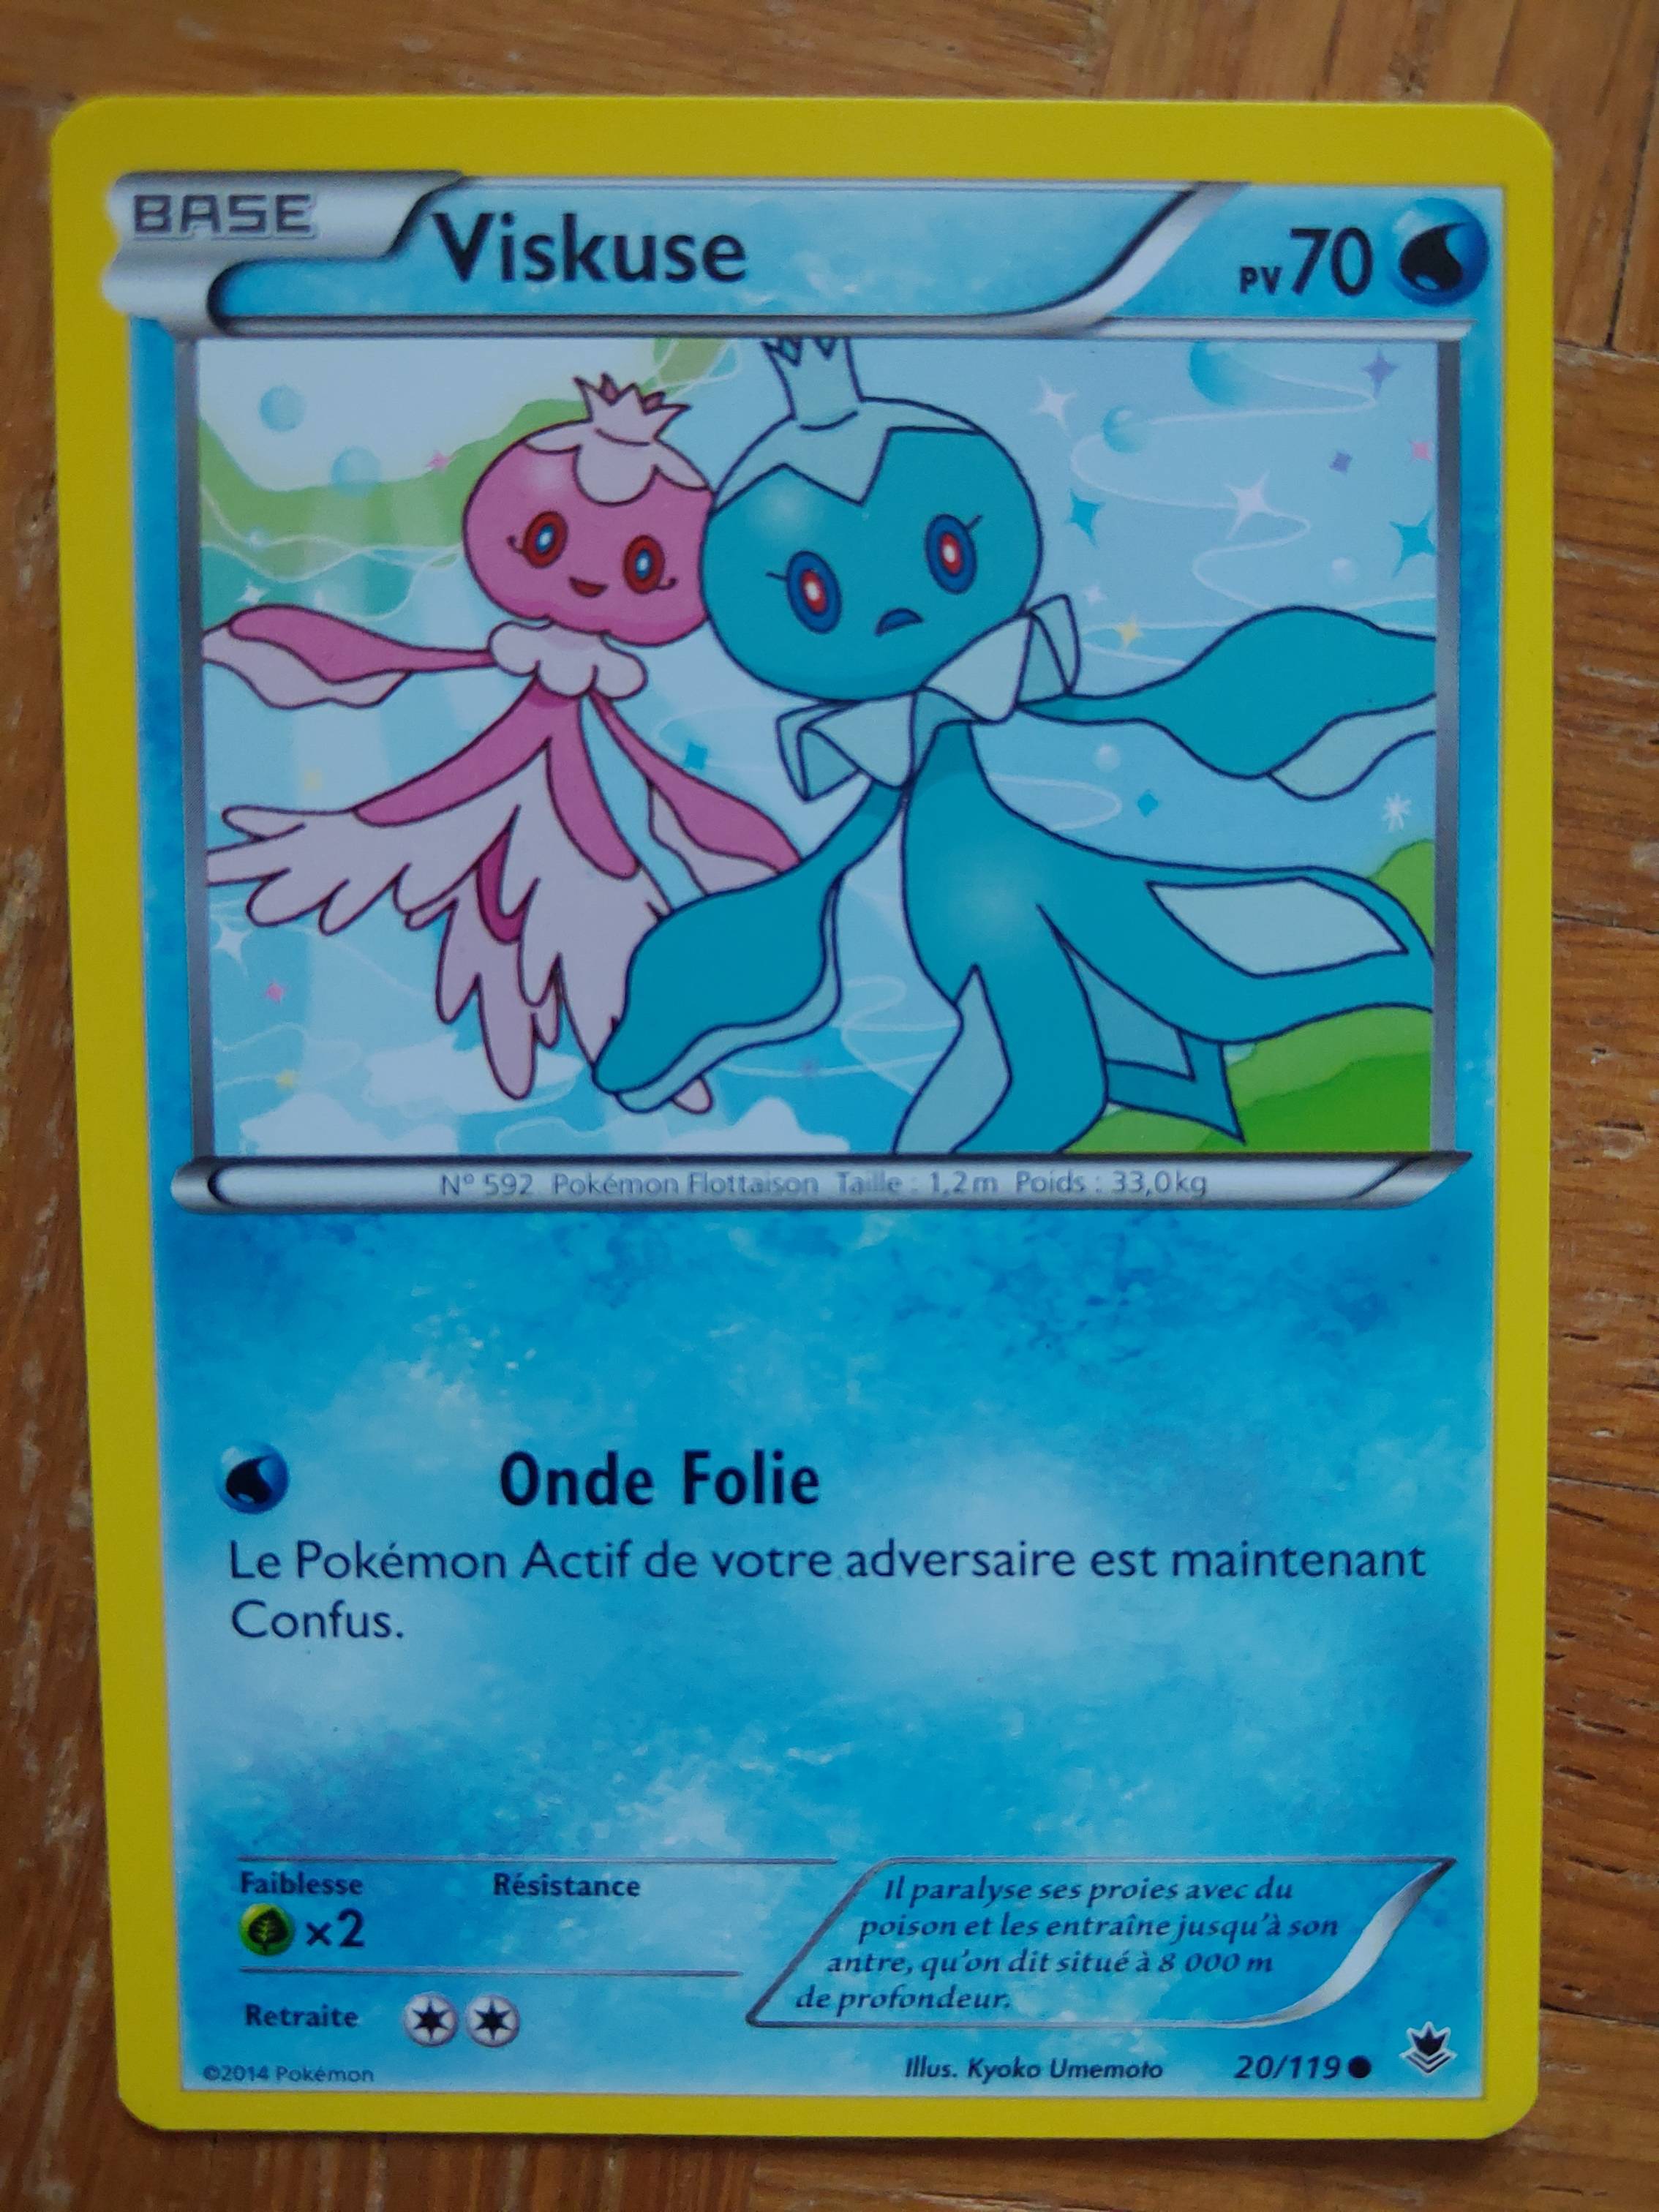 BASE
Viskuse
PV 70
N° 592 Pokémon Flottaison Taille : 1,2 m Poids : 33,0 kg
Onde Folie
Le Pokémon Actif de votre adversaire est maintenant
Confus.
Faiblesse
×2
Résistance
Retraite
Il paralyse ses proies avec du
poison et les entraîne jusqu'à son
antre, qu'on dit situé à 8 000 m
de profondeur.
©2014 Pokémon
Illus. Kyoko Umemoto
20/119